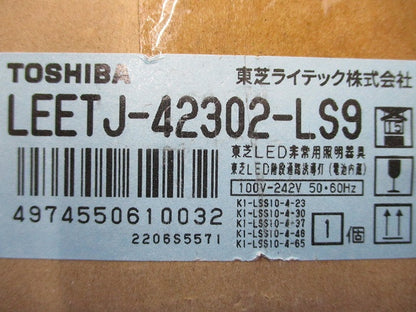 TOSHIBA 東芝ライテック株式会社
LEETJ-42302-LS9
東芝LED非常用照明器具
東芝LED階段通路誘導灯(電池内蔵)
100V-242V 50・60Hz
4974550610032
2206S5571
K1-LSS10-4-23
K1-LSS10-4-30
K1-LSS10-4-37
K1-LSS10-4-48
K1-LSS10-4-65
1 個
15